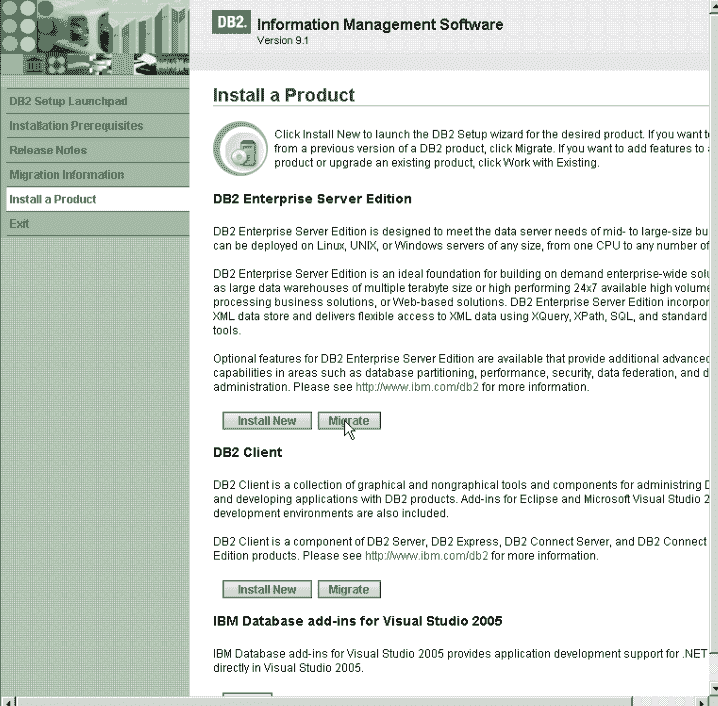 DB2. Information Management Software
Version 9.1
DB2 Setup Launchpad
Installation Prerequisites
Release Notes
Migration Information
Install a Product
Exit
Install a Product
Click Install New to launch the DB2 Setup wizard for the desired product. If you want to
from a previous version of a DB2 product, click Migrate. If you want to add features to
product or upgrade an existing product, click Work with Existing.
DB2 Enterprise Server Edition
DB2 Enterprise Server Edition is designed to meet the data server needs of mid- to large-size bu
can be deployed on Linux, UNIX, or Windows servers of any size, from one CPU to any number of
DB2 Enterprise Server Edition is an ideal foundation for building on demand enterprise-wide solu
as large data warehouses of multiple terabyte size or high performing 24x7 available high volume
processing business solutions, or Web-based solutions. DB2 Enterprise Server Edition incorpor
XML data store and delivers flexible access to XML data using XQuery, XPath, SQL, and standard
tools.
Optional features for DB2 Enterprise Server Edition are available that provide additional advanced
capabilities in areas such as database partitioning, performance, security, data federation, and d
administration. Please see http://www.ibm.com/db2 for more information.
Install New Migrate
DB2 Client
DB2 Client is a collection of graphical and nongraphical tools and components for administring D
and developing applications with DB2 products. Add-ins for Eclipse and Microsoft Visual Studio 2
development environments are also included.
DB2 Client is a component of DB2 Server, DB2 Express, DB2 Connect Server, and DB2 Connect
Edition products. Please see http://www.ibm.com/db2 for more information.
Install New Migrate
IBM Database add-ins for Visual Studio 2005
IBM Database add-ins for Visual Studio 2005 provides application development support for .NET
directly in Visual Studio 2005.